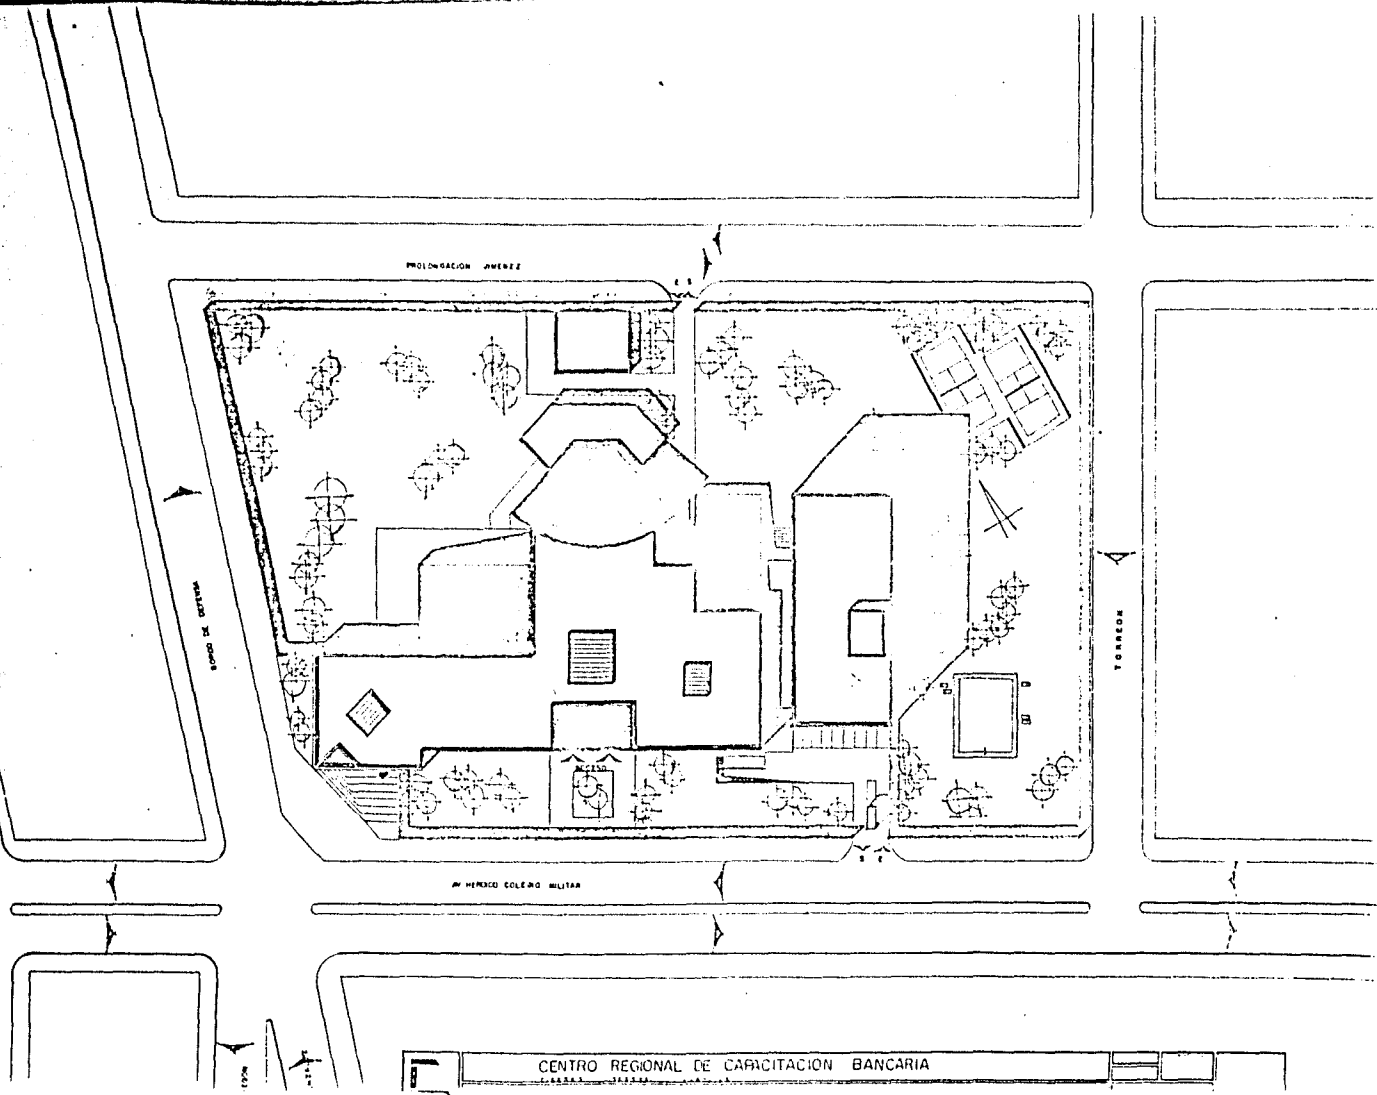 PROLONGACION JIMENEZ
E S
BORDO DE DEFENSA
TORREON
ACCESO
S E
AV HEROICO COLEGIO MILITAR
CENTRO REGIONAL DE CAPACITACION BANCARIA